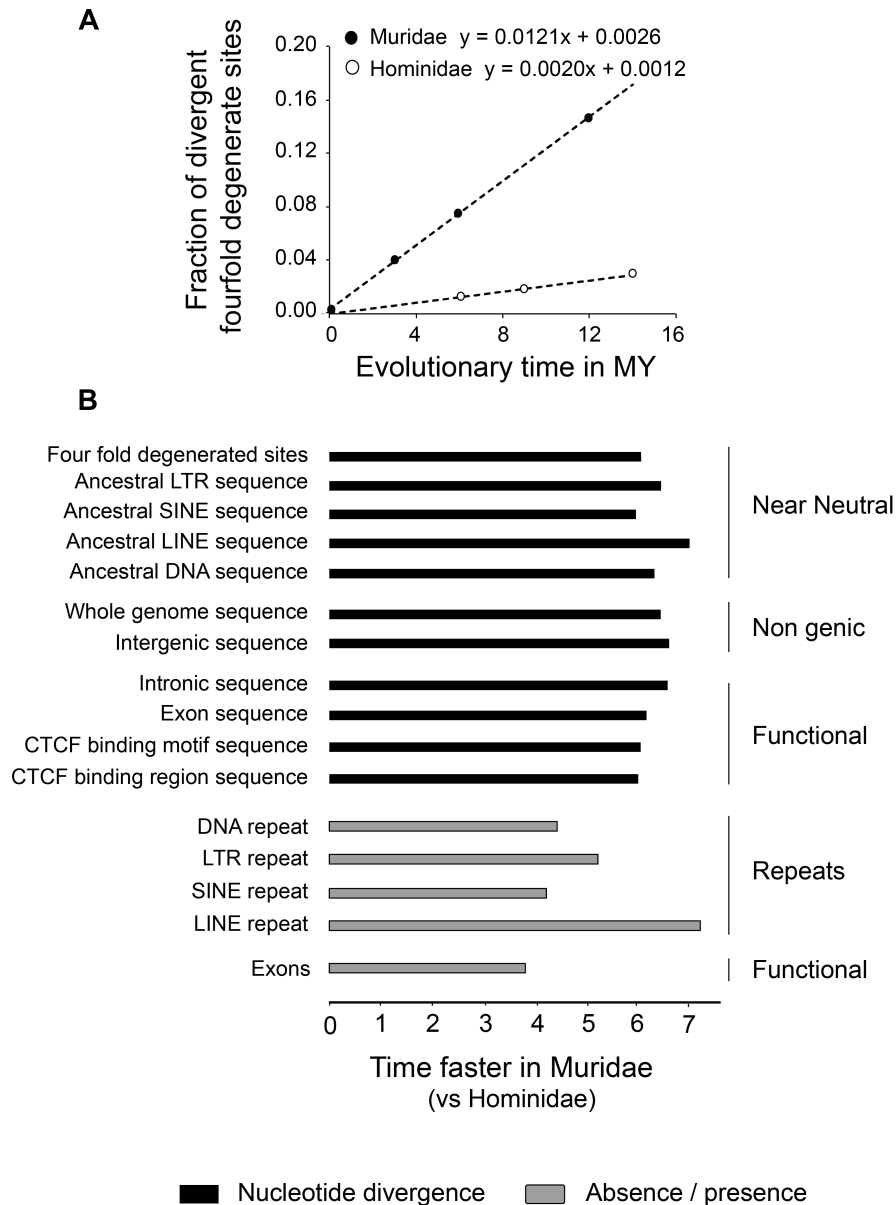 A
Muridae y = 0.0121x + 0.0026
Hominidae y = 0.0020x + 0.0012
Fraction of divergent
fourfold degenerate sites
0.20
0.16
0.12
0.08
0.04
0.00
0 4 8 12 16
Evolutionary time in MY
B
Four fold degenerated sites
Ancestral LTR sequence
Ancestral SINE sequence
Ancestral LINE sequence
Ancestral DNA sequence
Near Neutral
Whole genome sequence
Intergenic sequence
Non genic
Intronic sequence
Exon sequence
CTCF binding motif sequence
CTCF binding region sequence
Functional
DNA repeat
LTR repeat
SINE repeat
LINE repeat
Repeats
Exons
Functional
0 1 2 3 4 5 6 7
Time faster in Muridae
(vs Hominidae)
Nucleotide divergence
Absence / presence